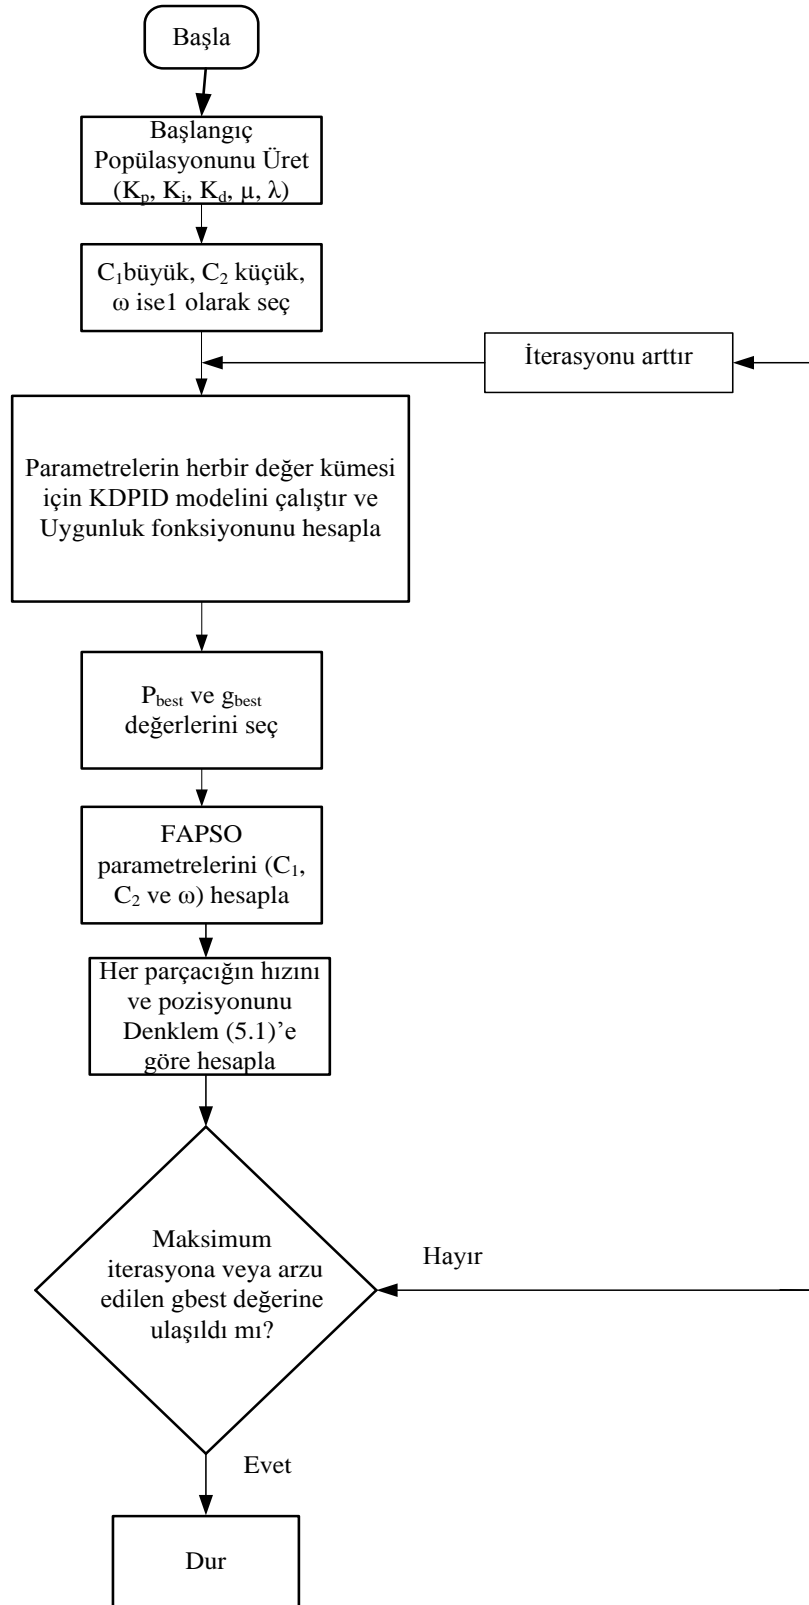 Başla
Başlangıç
Popülasyonunu Üret
(Kp, Ki, Kd, µ, λ)
C1büyük, C2 küçük,
ω ise1 olarak seç
İterasyonu arttır
Parametrelerin herbir değer kümesi
için KDPID modelini çalıştır ve
Uygunluk fonksiyonunu hesapla
Pbest ve gbest
değerlerini seç
FAPSO
parametrelerini (C1,
C2 ve ω) hesapla
Her parçacığın hızını
ve pozisyonunu
Denklem (5.1)’e
göre hesapla
Maksimum
iterasyona veya arzu
edilen gbest değerine
ulaşıldı mı?
Hayır
Evet
Dur